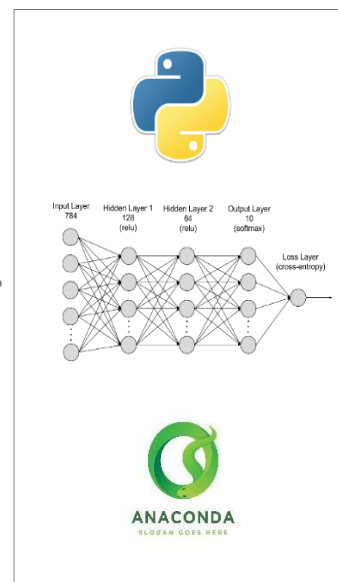 Input Layer
784
Hidden Layer 1
128
(relu)
Hidden Layer 2
64
(relu)
Output Layer
10
(softmax)
Loss Layer
(cross-entropy)
ANACONDA
SLOGAN GOES HERE